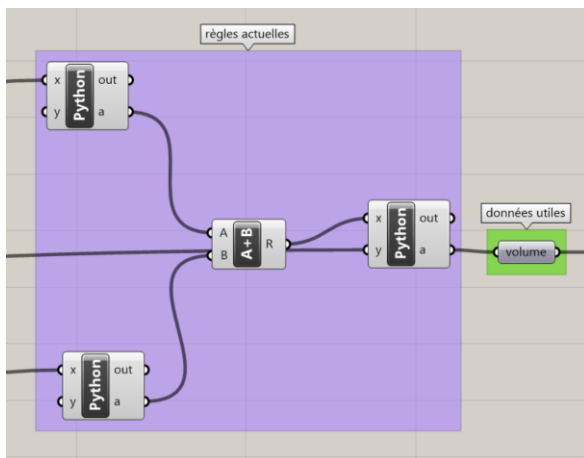 règles actuelles
x
out
y
a
Python
A
B
A+B
R
x
out
y
a
Python
données utiles
volume
x
out
y
a
Python